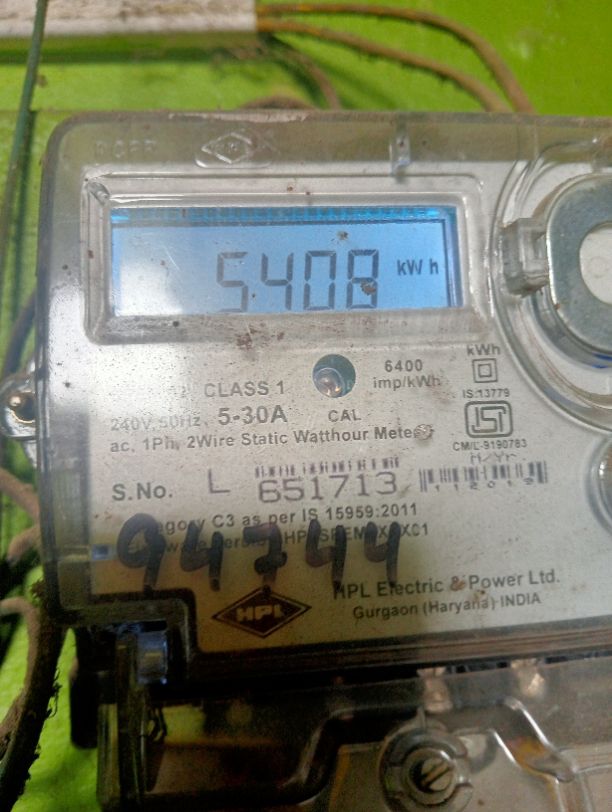 5408 kWh
6400
imp/kWh
kWh
IS:13779
CLASS 1
240V, 50Hz, 5-30A CAL
ac, 1Ph, 2Wire Static Watthour Meter
CM/L-9190783
M/Yr
S.No. L 651713
C3 as per IS 15959:2011
HPL Electric & Power Ltd.
Gurgaon (Haryana) INDIA
HPL